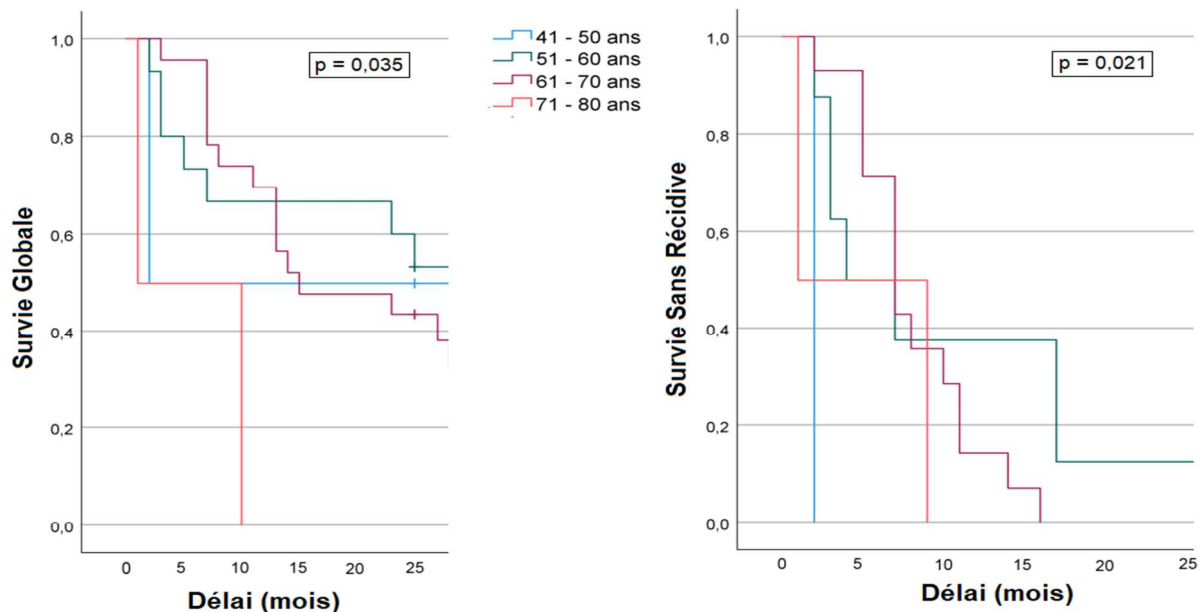 Survie Globale
1,0
0,8
0,6
0,4
0,2
0,0
p = 0,035
0 5 10 15 20 25
Délai (mois)
41 - 50 ans
51 - 60 ans
61 - 70 ans
71 - 80 ans
Survie Sans Récidive
1,0
0,8
0,6
0,4
0,2
0,0
p = 0,021
0 5 10 15 20 25
Délai (mois)